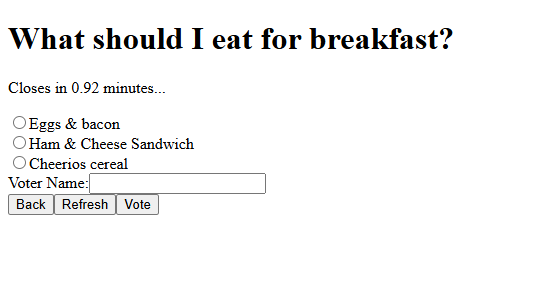 What should I eat for breakfast?
Closes in 0.92 minutes...
Eggs & bacon
Ham & Cheese Sandwich
Cheerios cereal
Voter Name:
Back Refresh Vote